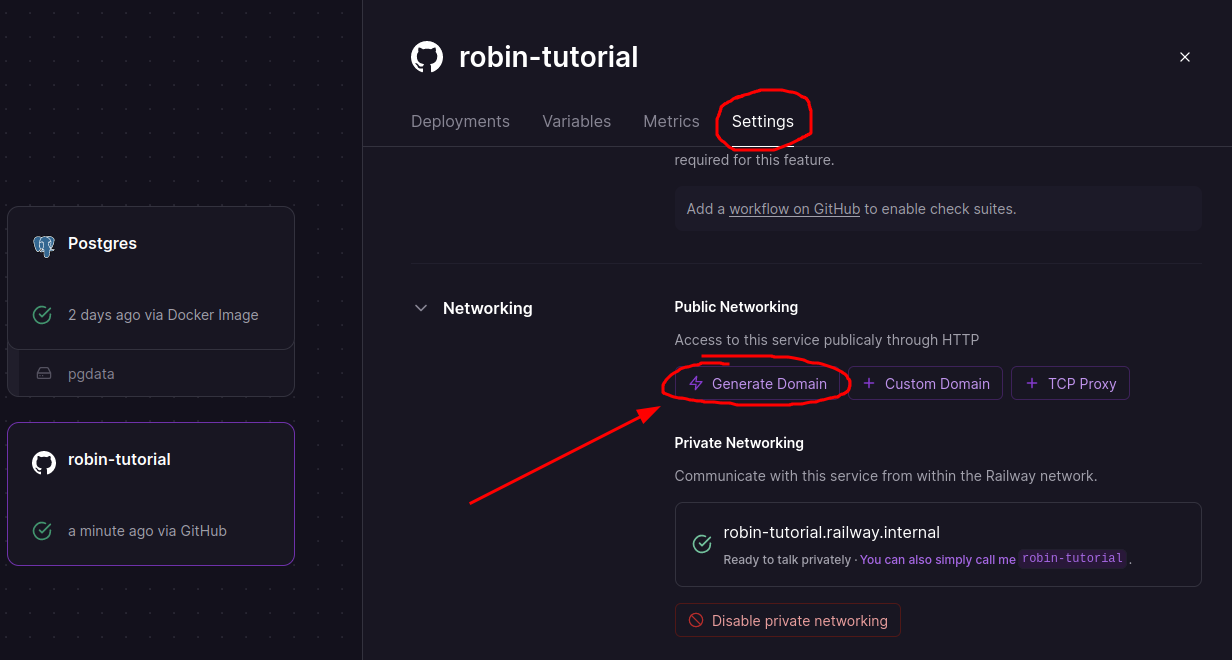 robin-tutorial
Deployments Variables Metrics Settings
required for this feature.
Add a workflow on GitHub to enable check suites.
Postgres
2 days ago via Docker Image
pgdata
robin-tutorial
a minute ago via GitHub
Networking
Public Networking
Access to this service publicaly through HTTP
Generate Domain + Custom Domain + TCP Proxy
Private Networking
Communicate with this service from within the Railway network.
robin-tutorial.railway.internal
Ready to talk privately · You can also simply call me robin-tutorial .
Disable private networking